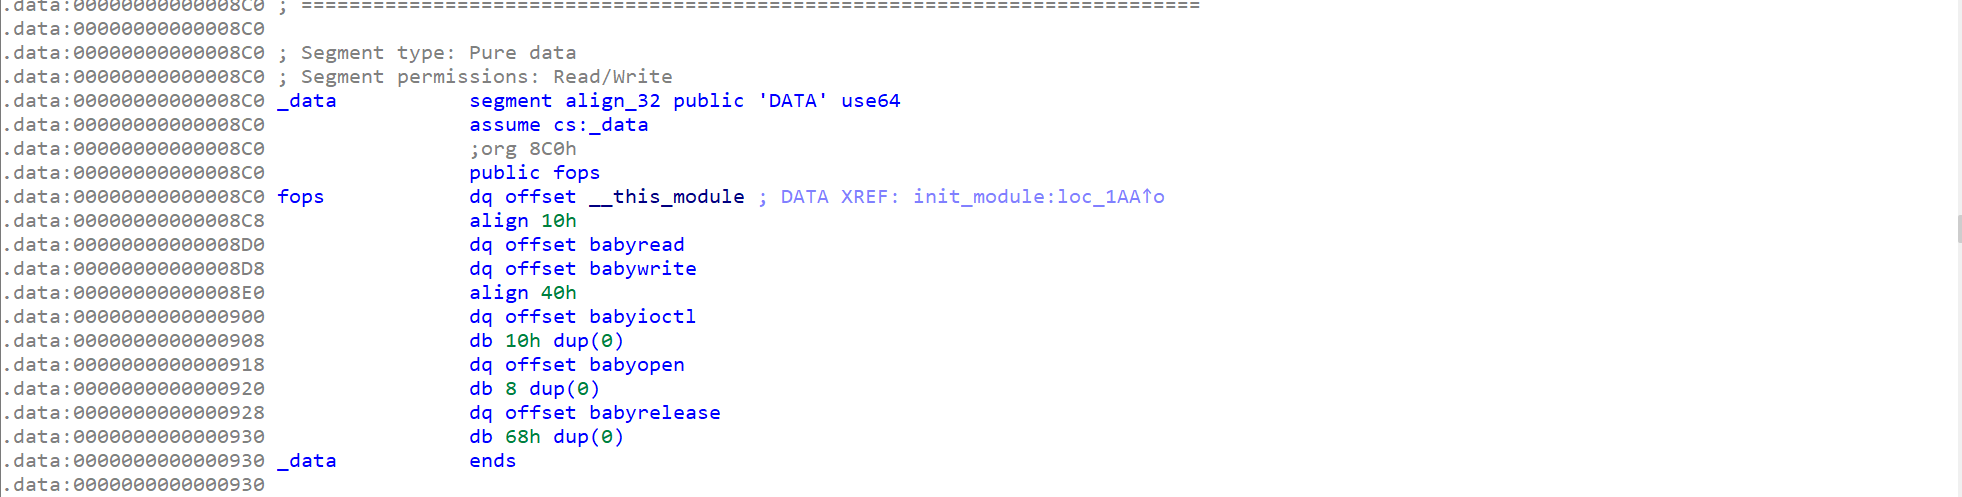 .data:00000000000008C0 ; ===========================================================================
.data:00000000000008C0
.data:00000000000008C0 ; Segment type: Pure data
.data:00000000000008C0 ; Segment permissions: Read/Write
.data:00000000000008C0 _data           segment align_32 public 'DATA' use64
.data:00000000000008C0                 assume cs:_data
.data:00000000000008C0                 ;org 8C0h
.data:00000000000008C0                 public fops
.data:00000000000008C0 fops            dq offset __this_module ; DATA XREF: init_module:loc_1AA↑o
.data:00000000000008C8                 align 10h
.data:00000000000008D0                 dq offset babyread
.data:00000000000008D8                 dq offset babywrite
.data:00000000000008E0                 align 40h
.data:0000000000000900                 dq offset babyioctl
.data:0000000000000908                 db 10h dup(0)
.data:0000000000000918                 dq offset babyopen
.data:0000000000000920                 db 8 dup(0)
.data:0000000000000928                 dq offset babyrelease
.data:0000000000000930                 db 68h dup(0)
.data:0000000000000930 _data           ends
.data:0000000000000930